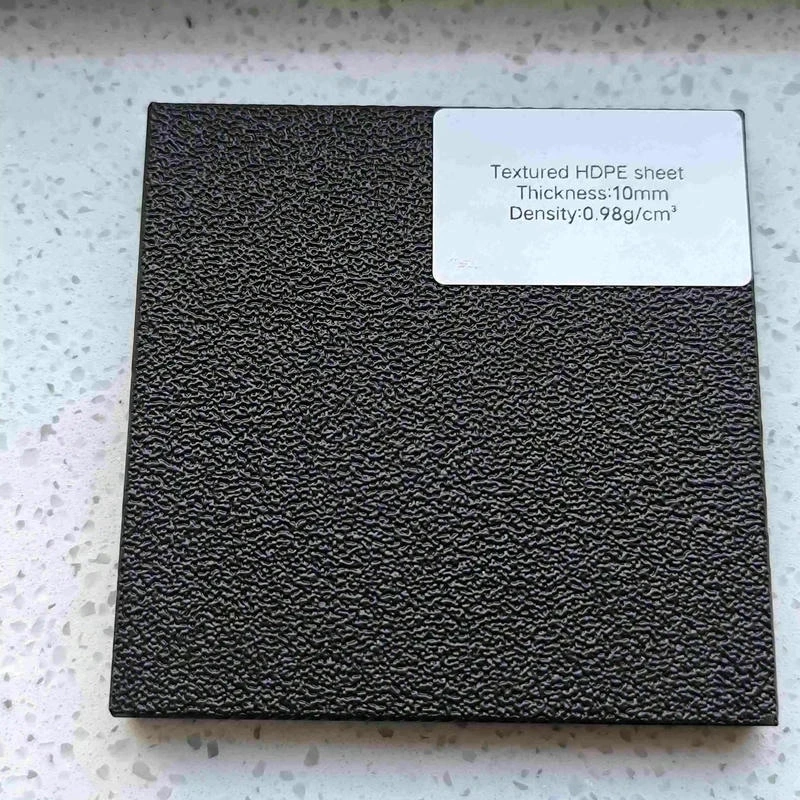 Textured HDPE sheet
Thickness:10mm
Density:0.98g/cm³